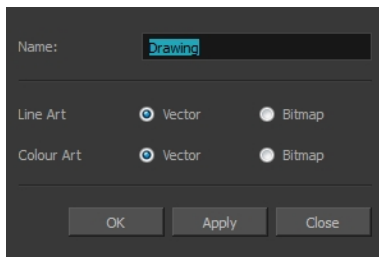 Name: Drawing
Line Art Vector Bitmap
Colour Art Vector Bitmap
OK Apply Close